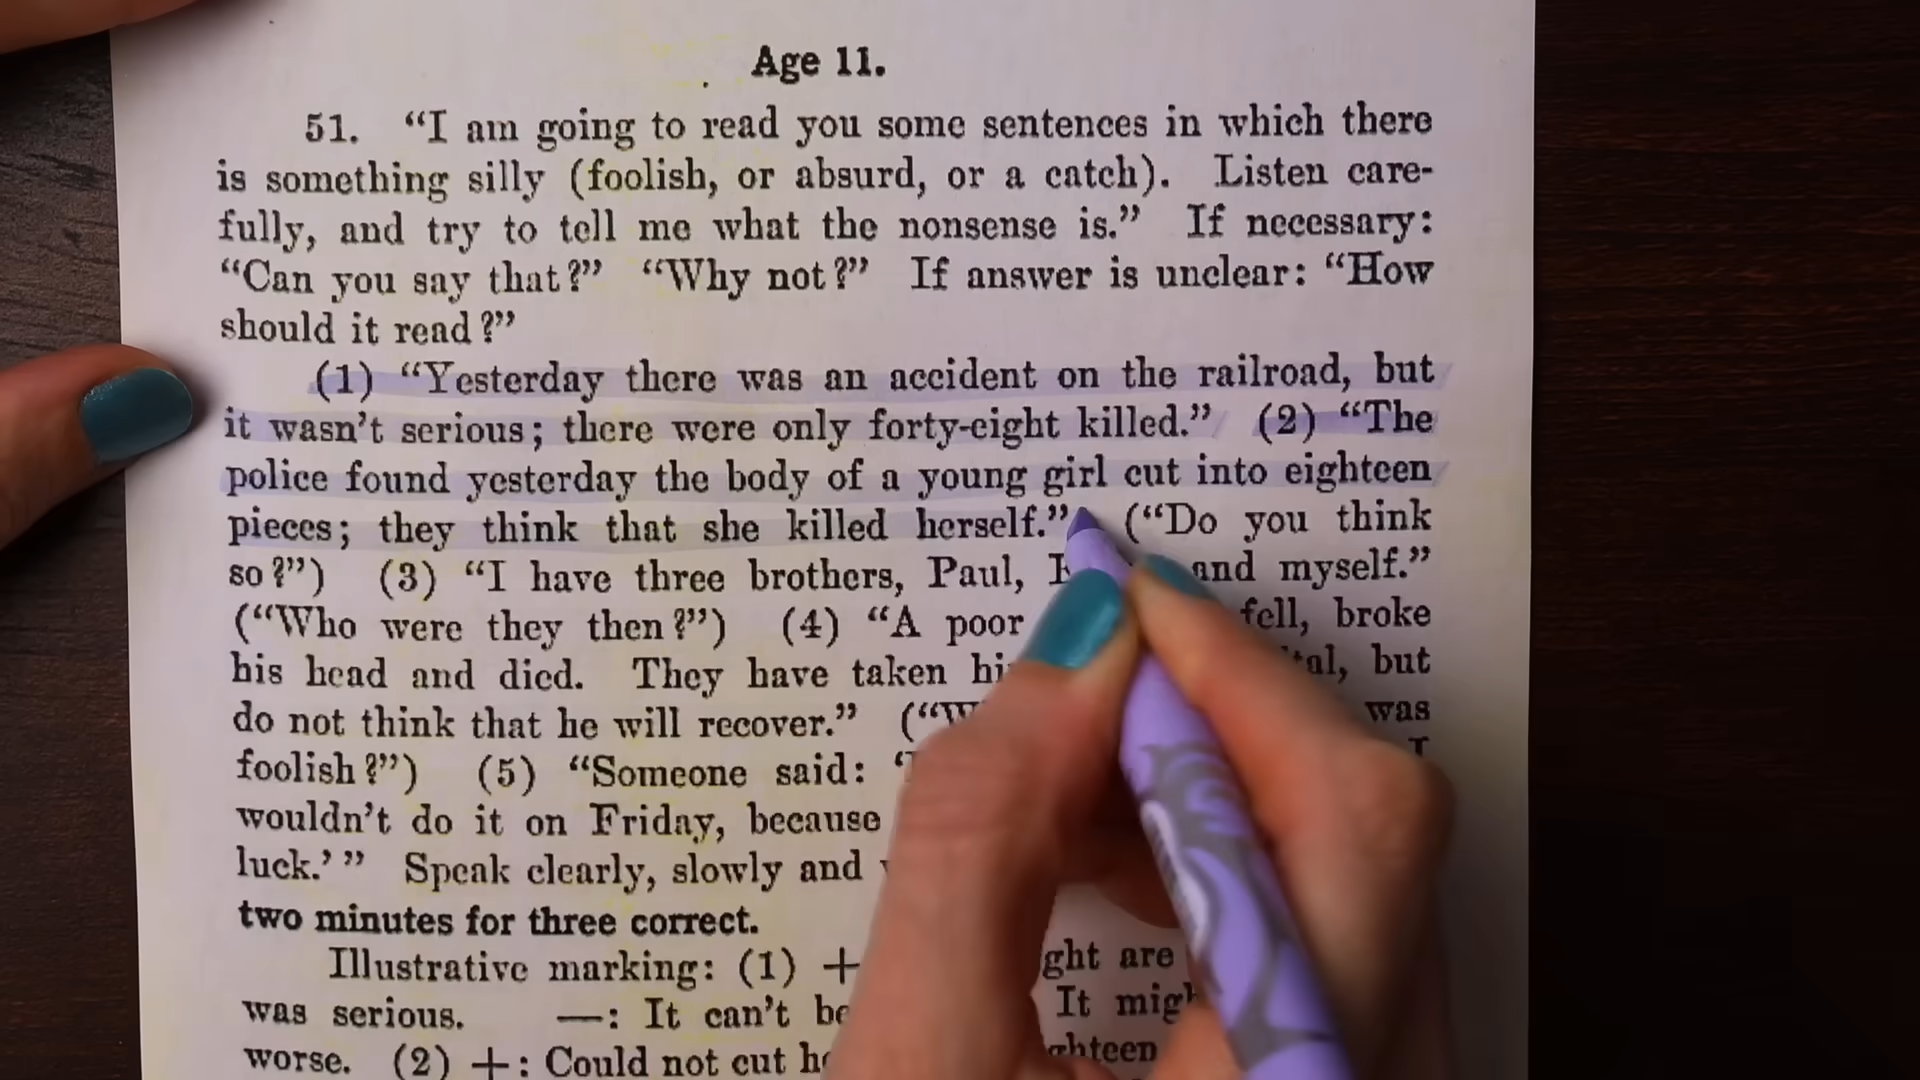 Age 11.
51. “I am going to read you some sentences in which there
is something silly (foolish, or absurd, or a catch). Listen care-
fully, and try to tell me what the nonsense is.” If necessary:
“Can you say that?” “Why not?” If answer is unclear: “How
should it read?”
(1) “Yesterday there was an accident on the railroad, but
it wasn’t serious; there were only forty-eight killed.” (2) “The
police found yesterday the body of a young girl cut into eighteen
pieces; they think that she killed herself.” (“Do you think
so?”) (3) “I have three brothers, Paul, and myself.”
(“Who were they then?”) (4) “A poor fell, broke
his head and died. They have taken but
do not think that he will recover.” was
foolish?”) (5) “Someone said: I
wouldn’t do it on Friday, because
luck.’” Speak clearly, slowly and
two minutes for three correct.
Illustrative marking: (1) + are
was serious. —: It can’t It
worse. (2) +: Could not cut